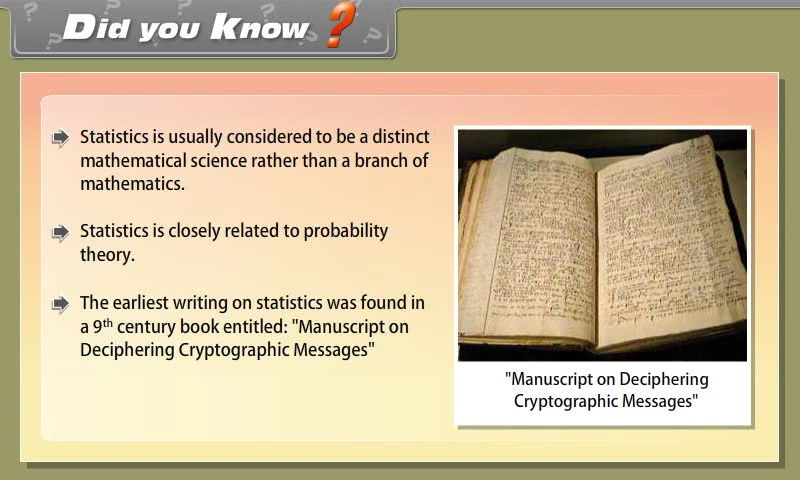 Did you Know ?
Statistics is usually considered to be a distinct
mathematical science rather than a branch of
mathematics.
Statistics is closely related to probability
theory.
The earliest writing on statistics was found in
a 9th century book entitled: "Manuscript on
Deciphering Cryptographic Messages"
"Manuscript on Deciphering
Cryptographic Messages"